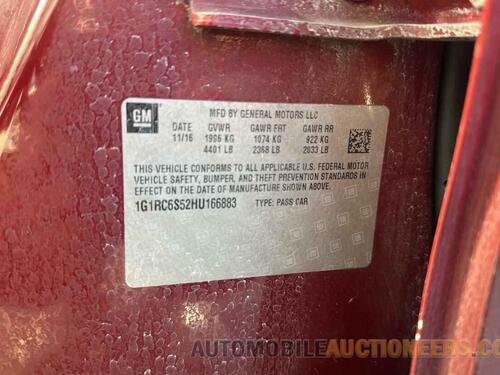 GM
MFD BY GENERAL MOTORS LLC
DATE GVWR GAWR FRT GAWR RR
11/16 1996 KG 1074 KG 922 KG
4401 LB 2368 LB 2033 LB
THIS VEHICLE CONFORMS TO ALL APPLICABLE U.S. FEDERAL MOTOR
VEHICLE SAFETY, BUMPER, AND THEFT PREVENTION STANDARDS IN
EFFECT ON THE DATE OF MANUFACTURE SHOWN ABOVE.
1G1RC6S52HU166883 TYPE: PASS CAR
AUTOMOBILEAUCTIONEERS.COM